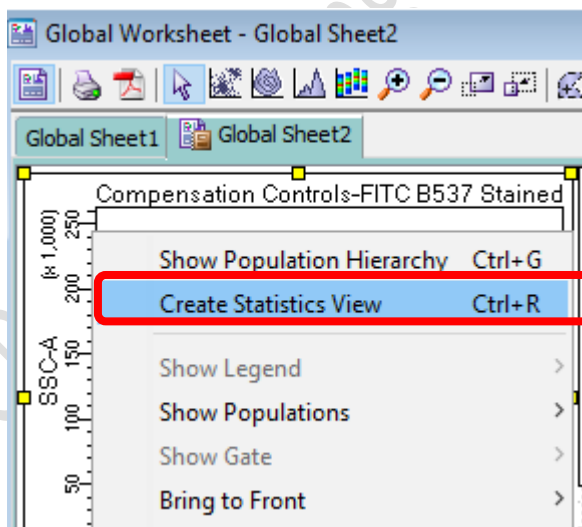 Global Worksheet - Global Sheet2
Global Sheet1 Global Sheet2
Compensation Controls-FITC B537 Stained
(x 1,000)
250
200
150
100
50
SSC-A
Show Population Hierarchy Ctrl+G
Create Statistics View Ctrl+R
Show Legend
Show Populations
Show Gate
Bring to Front